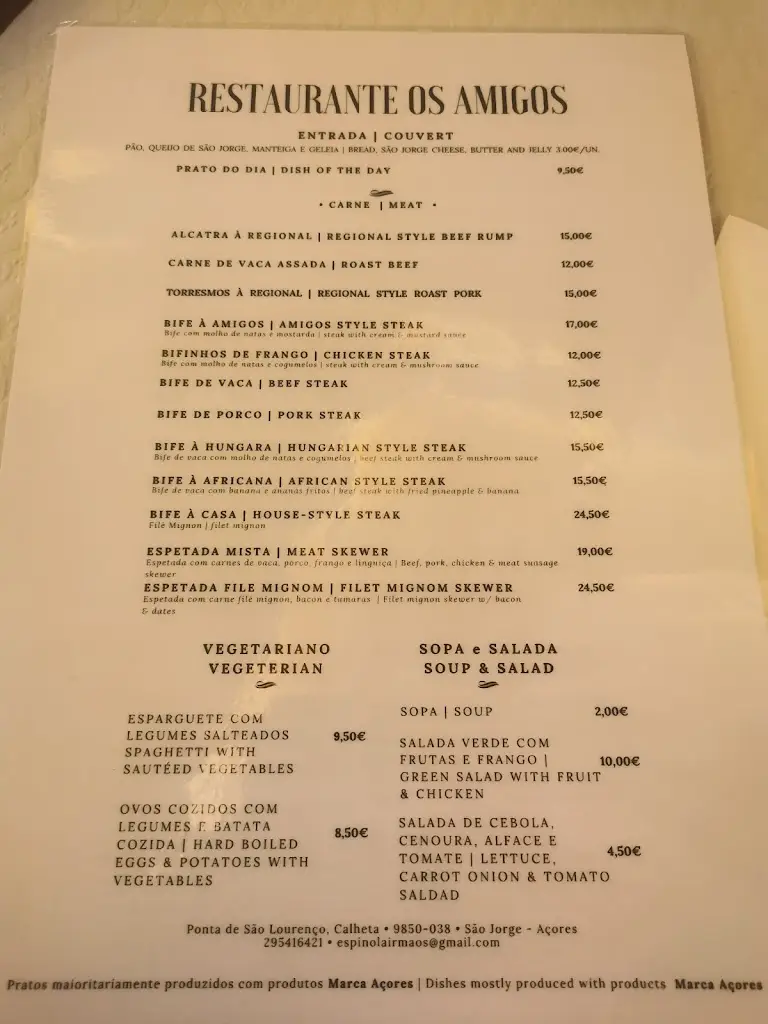 RESTAURANTE OS AMIGOS
ENTRADA | COUVERT
PÃO, QUEIJO DE SÃO JORGE, MANTEIGA E GELEIA | BREAD, SÃO JORGE CHEESE, BUTTER AND JELLY 3.00€/UN.
PRATO DO DIA | DISH OF THE DAY 9,50€
• CARNE | MEAT •
ALCATRA À REGIONAL | REGIONAL STYLE BEEF RUMP 15,00€
CARNE DE VACA ASSADA | ROAST BEEF 12,00€
TORRESMOS À REGIONAL | REGIONAL STYLE ROAST PORK 15,00€
BIFE À AMIGOS | AMIGOS STYLE STEAK 17,00€
Bife com molho de natas e mostarda | steak with cream & mustard sauce
BIFINHOS DE FRANGO | CHICKEN STEAK 12,00€
Bife com molho de natas e cogumelos | steak with cream & mushroom sauce
BIFE DE VACA | BEEF STEAK 12,50€
BIFE DE PORCO | PORK STEAK 12,50€
BIFE À HUNGARA | HUNGARIAN STYLE STEAK 15,50€
Bife de vaca com molho de natas e cogumelos | beef steak with cream & mushroom sauce
BIFE À AFRICANA | AFRICAN STYLE STEAK 15,50€
Bife de vaca com banana e ananás fritos | beef steak with fried pineapple & banana
BIFE À CASA | HOUSE-STYLE STEAK 24,50€
Filé Mignon | filet mignon
ESPETADA MISTA | MEAT SKEWER 19,00€
Espetada com carnes de vaca, porco, frango e linguiça | Beef, pork, chicken & meat sausage
skewer
ESPETADA FILE MIGNOM | FILET MIGNOM SKEWER 24,50€
Espetada com carne filé mignon, bacon e tamaras | Filet mignon skewer w/ bacon
& dates
VEGETARIANO
VEGETERIAN
ESPARGUETE COM
LEGUMES SALTEADOS 9,50€
SPAGHETTI WITH
SAUTÉED VEGETABLES
OVOS COZIDOS COM
LEGUMES E BATATA 8,50€
COZIDA | HARD BOILED
EGGS & POTATOES WITH
VEGETABLES
SOPA e SALADA
SOUP & SALAD
SOPA | SOUP 2,00€
SALADA VERDE COM
FRUTAS E FRANGO | 10,00€
GREEN SALAD WITH FRUIT
& CHICKEN
SALADA DE CEBOLA,
CENOURA, ALFACE E 4,50€
TOMATE | LETTUCE,
CARROT ONION & TOMATO
SALDAD
Ponta de São Lourenço, Calheta • 9850-038 • São Jorge - Açores
295416421 • espinolairmaos@gmail.com
Pratos maioritariamente produzidos com produtos Marca Açores | Dishes mostly produced with products Marca Açores